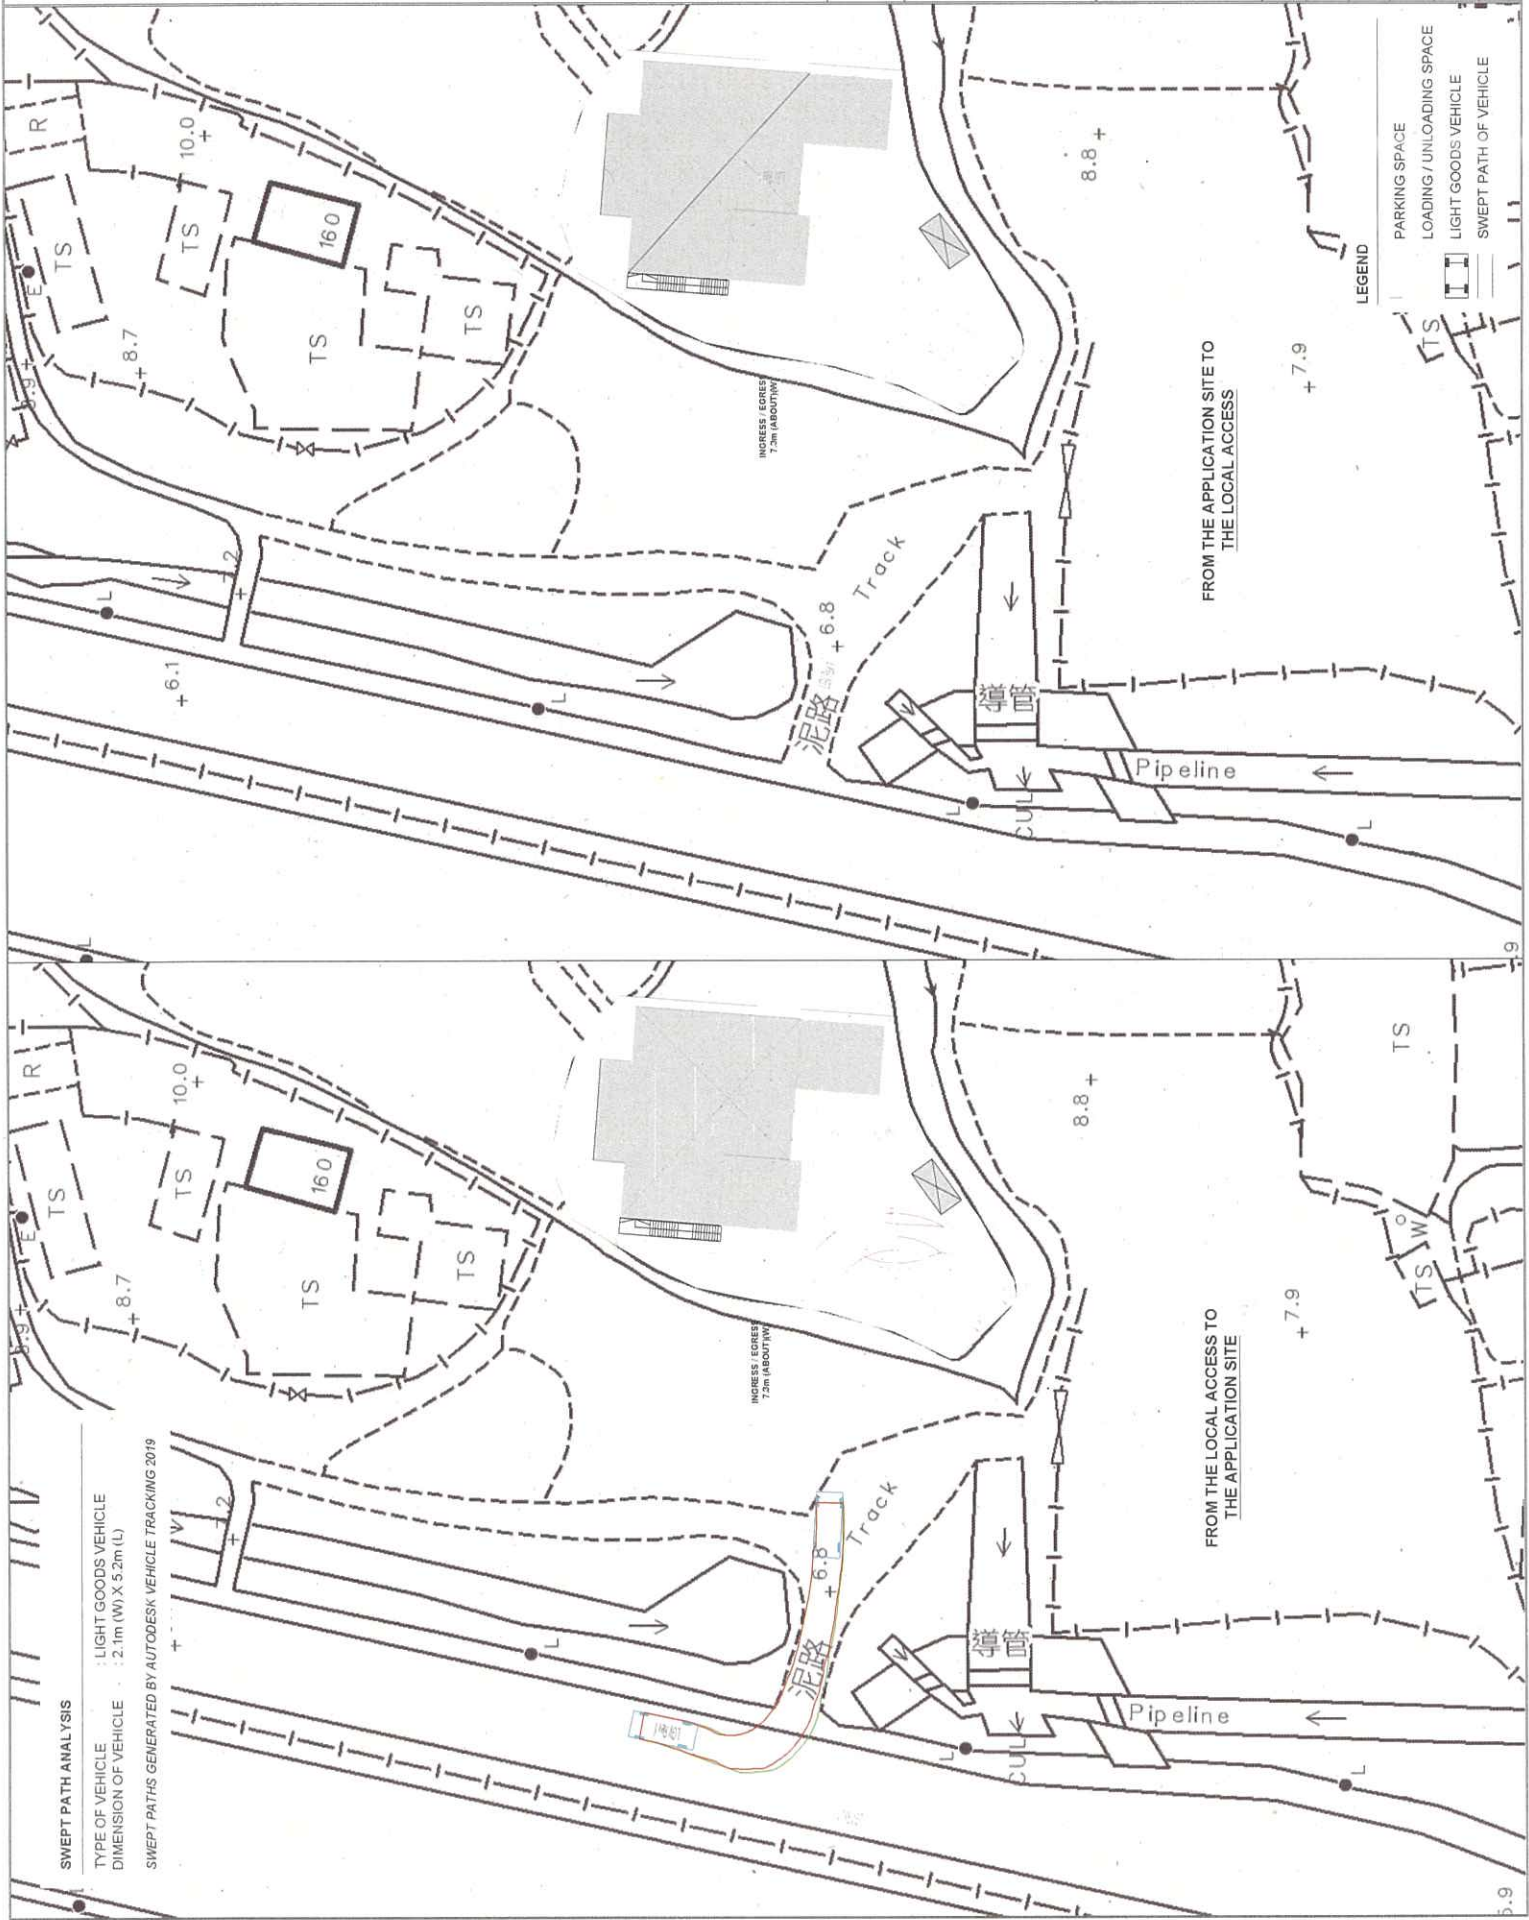 SWEPT PATH ANALYSIS
TYPE OF VEHICLE : LIGHT GOODS VEHICLE
DIMENSION OF VEHICLE : 2.1m (W) X 5.2m (L)
SWEPT PATHS GENERATED BY AUTODESK VEHICLE TRACKING 2019
R
10.0
TS
E
TS
160
8.7
TS
TS
INGRESS / EGRESS
7.3m (ABOUT)(W)
8.8
L
6.8
Track
泥路
導管
CUL
Pipeline
L
L
7.9
TS
W
TS
FROM THE LOCAL ACCESS TO
THE APPLICATION SITE
R
10.0
TS
E
TS
160
8.7
TS
TS
INGRESS / EGRESS
7.3m (ABOUT)(W)
8.8
L
6.1
L
L
6.8
Track
泥路
導管
CUL
Pipeline
L
L
7.9
TS
FROM THE APPLICATION SITE TO
THE LOCAL ACCESS
LEGEND
PARKING SPACE
LOADING / UNLOADING SPACE
LIGHT GOODS VEHICLE
SWEPT PATH OF VEHICLE